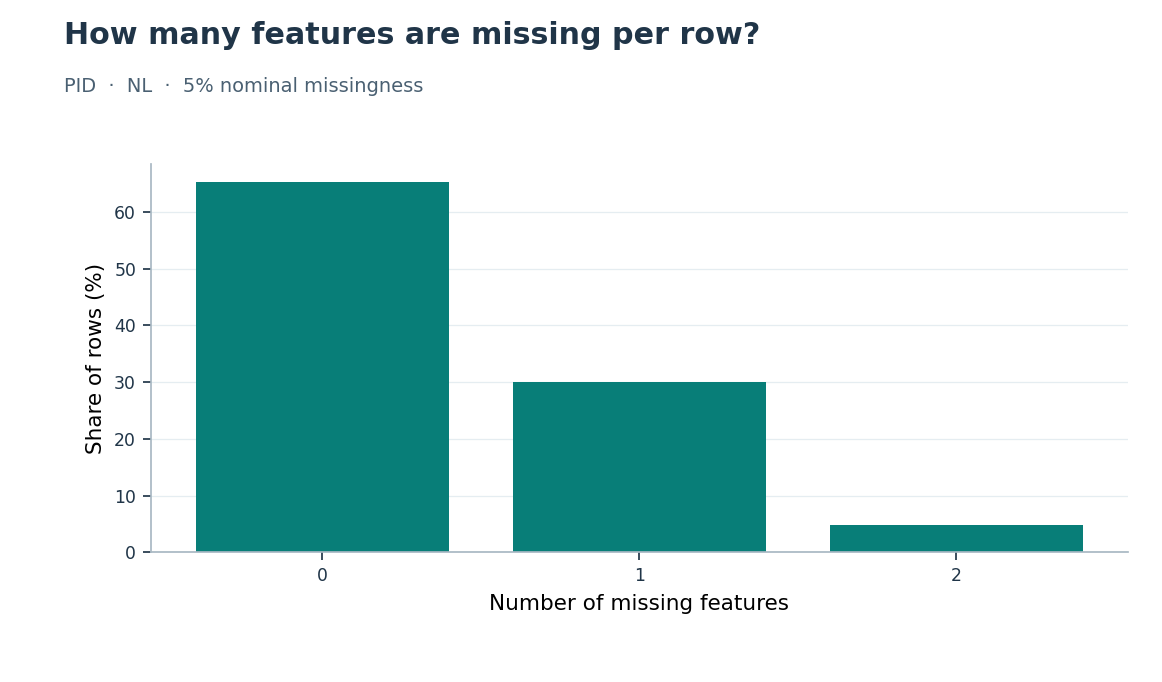 How many features are missing per row?
PID · NL · 5% nominal missingness
Share of rows (%)
60
50
40
30
20
10
0
0 1 2
Number of missing features